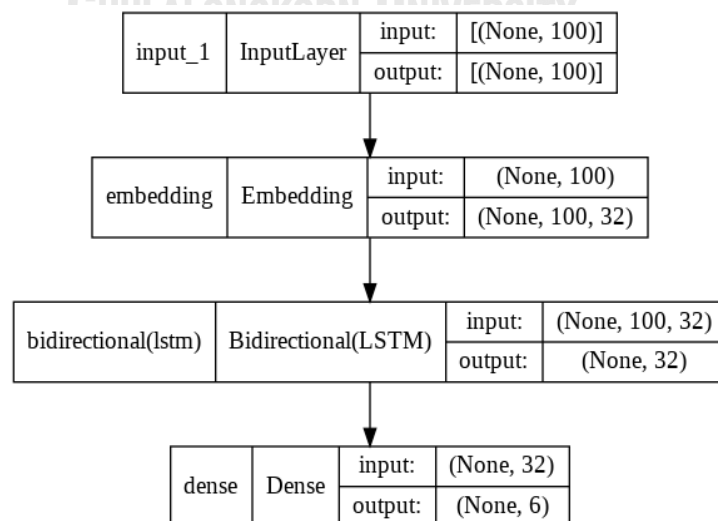 input_1 InputLayer input: [(None, 100)]
output: [(None, 100)]
embedding Embedding input: (None, 100)
output: (None, 100, 32)
bidirectional(lstm) Bidirectional(LSTM) input: (None, 100, 32)
output: (None, 32)
dense Dense input: (None, 32)
output: (None, 6)